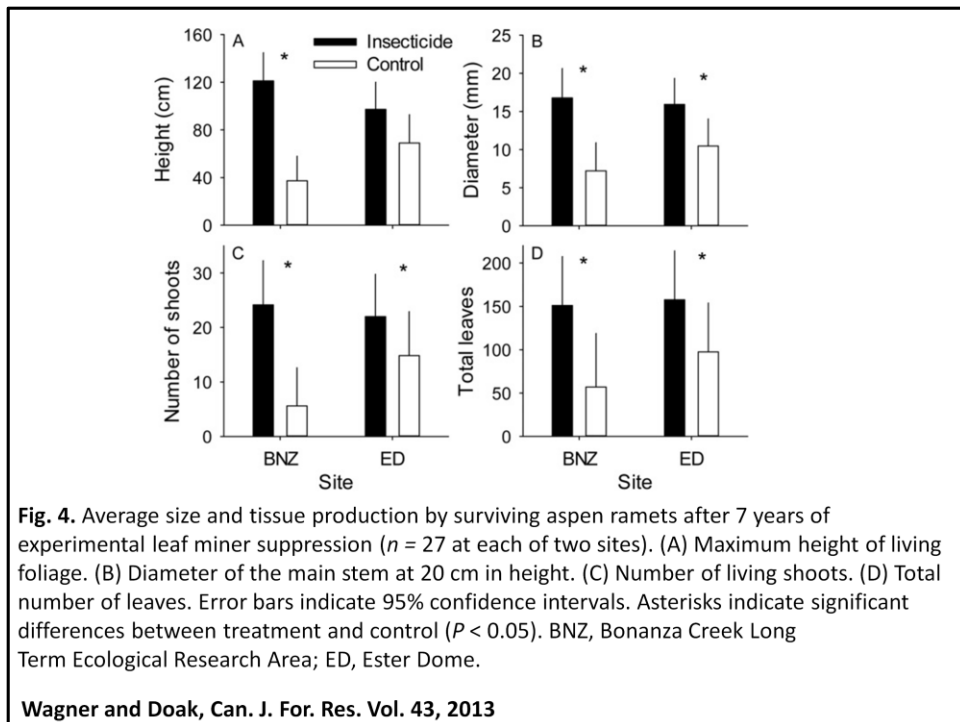 160
120
80
40
0
Height (cm)
A
*
Insecticide
Control
25
20
15
10
5
0
Diameter (mm)
B
*
*
30
20
10
0
Number of shoots
C
*
*
BNZ
ED
Site
200
150
100
50
0
Total leaves
D
*
*
BNZ
ED
Site
Fig. 4. Average size and tissue production by surviving aspen ramets after 7 years of
experimental leaf miner suppression (n = 27 at each of two sites). (A) Maximum height of living
foliage. (B) Diameter of the main stem at 20 cm in height. (C) Number of living shoots. (D) Total
number of leaves. Error bars indicate 95% confidence intervals. Asterisks indicate significant
differences between treatment and control (P < 0.05). BNZ, Bonanza Creek Long
Term Ecological Research Area; ED, Ester Dome.
Wagner and Doak, Can. J. For. Res. Vol. 43, 2013